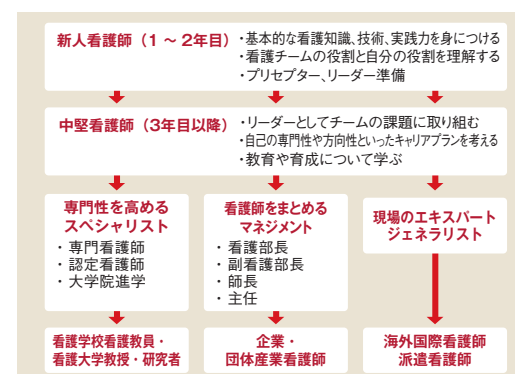 新人看護師（1 ～ 2年目）
・基本的な看護知識、技術、実践力を身につける
・看護チームの役割と自分の役割を理解する
・プリセプター、リーダー準備
中堅看護師（3年目以降）
・リーダーとしてチームの課題に取り組む
・自己の専門性や方向性といったキャリアプランを考える
・教育や育成について学ぶ
専門性を高める
スペシャリスト
・ 専門看護師
・ 認定看護師
・ 大学院進学
看護師をまとめる
マネジメント
・ 看護部長
・ 副看護部長
・ 師長
・ 主任
現場のエキスパート
ジェネラリスト
看護学校看護教員・
看護大学教授・研究者
企業・
団体産業看護師
海外国際看護師
派遣看護師